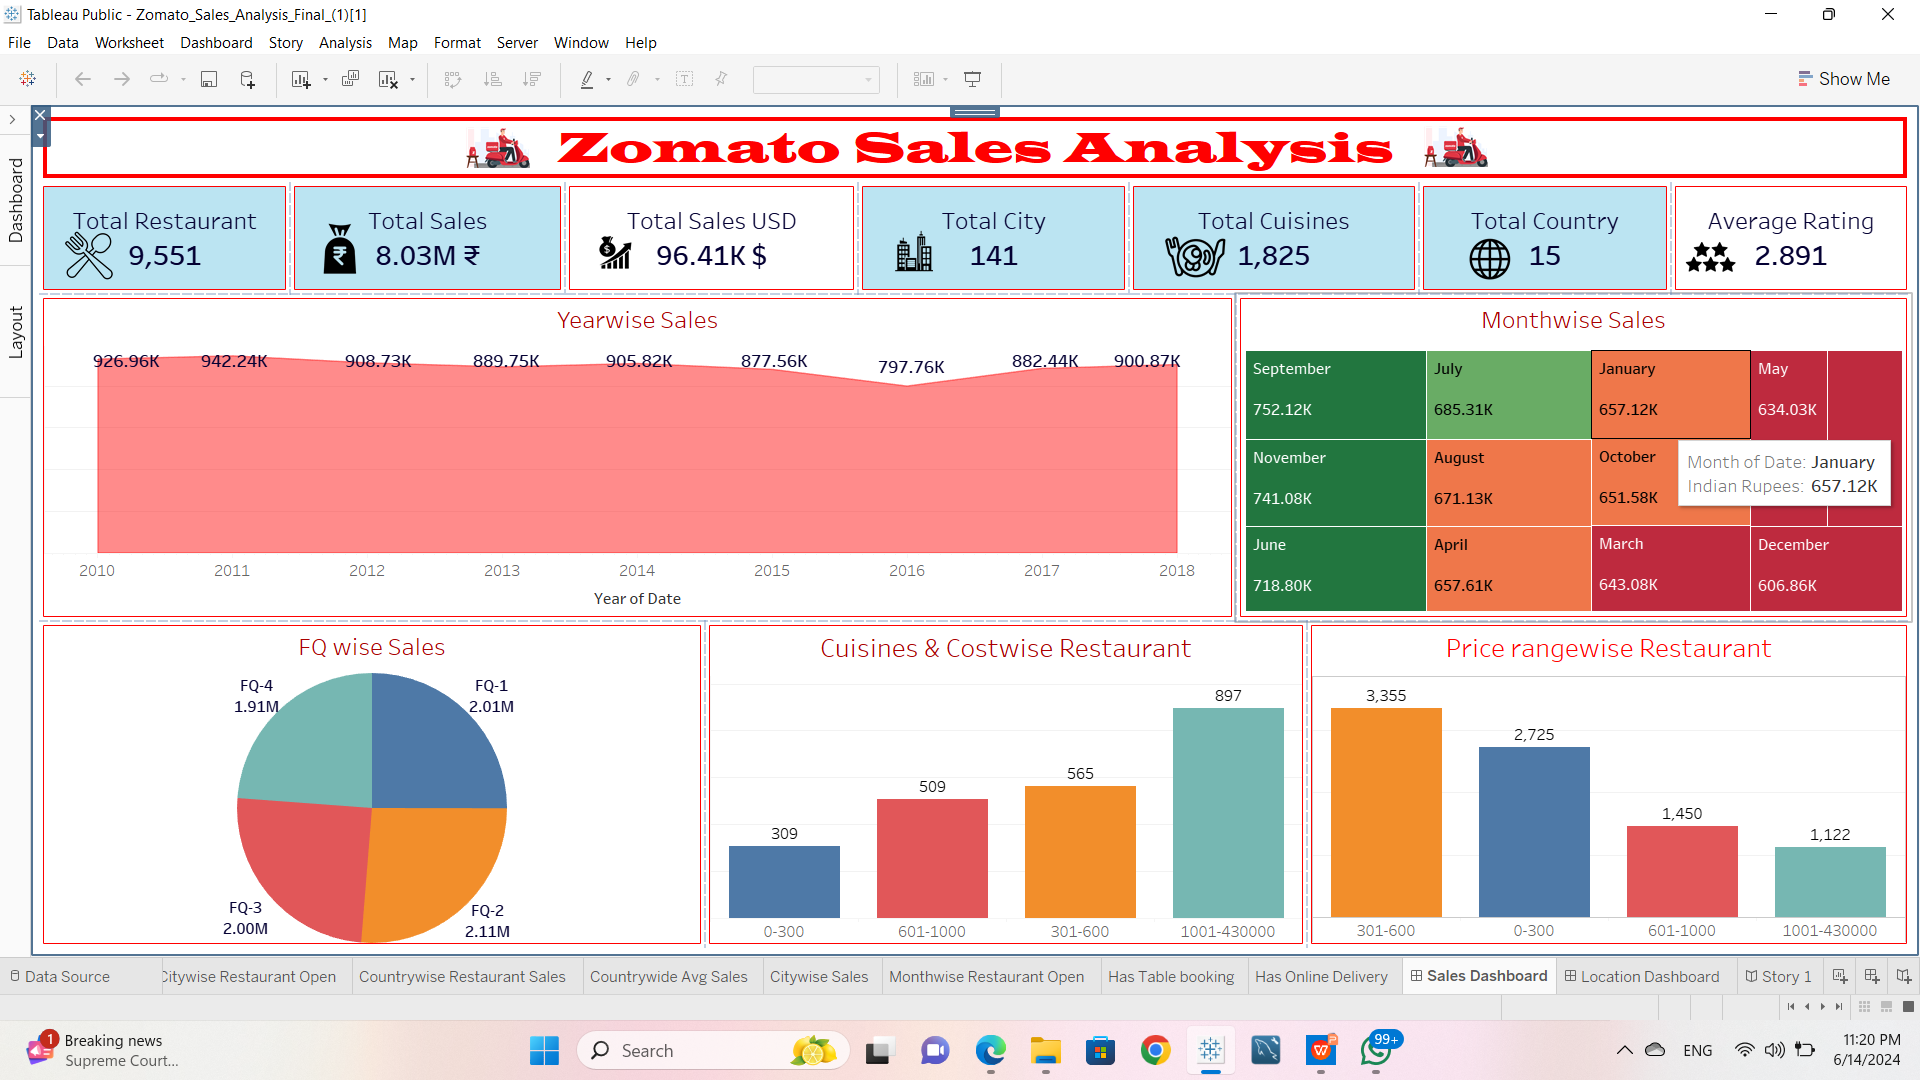 Tableau Public - Zomato_Sales_Analysis_Final_(1)[1]
File Data Worksheet Dashboard Story Analysis Map Format Server Window Help
Show Me
Dashboard
Layout
Zomato Sales Analysis
Total Restaurant
9,551
Total Sales
8.03M ₹
Total Sales USD
96.41K $
Total City
141
Total Cuisines
1,825
Total Country
15
Average Rating
2.891
Yearwise Sales
926.96K 942.24K 908.73K 889.75K 905.82K 877.56K 797.76K 882.44K 900.87K
2010 2011 2012 2013 2014 2015 2016 2017 2018
Year of Date
Monthwise Sales
September
752.12K
July
685.31K
January
657.12K
May
634.03K
November
741.08K
August
671.13K
October
651.58K
Month of Date: January
Indian Rupees: 657.12K
June
718.80K
April
657.61K
March
643.08K
December
606.86K
FQ wise Sales
FQ-4
1.91M
FQ-1
2.01M
FQ-3
2.00M
FQ-2
2.11M
Cuisines & Costwise Restaurant
309 509 565 897
0-300 601-1000 301-600 1001-430000
Price rangewise Restaurant
3,355 2,725 1,450 1,122
301-600 0-300 601-1000 1001-430000
Data Source Citywise Restaurant Open Countrywise Restaurant Sales Countrywide Avg Sales Citywise Sales Monthwise Restaurant Open Has Table booking Has Online Delivery Sales Dashboard Location Dashboard Story 1
1
Breaking news
Supreme Court...
Search
99+
ENG
11:20 PM
6/14/2024